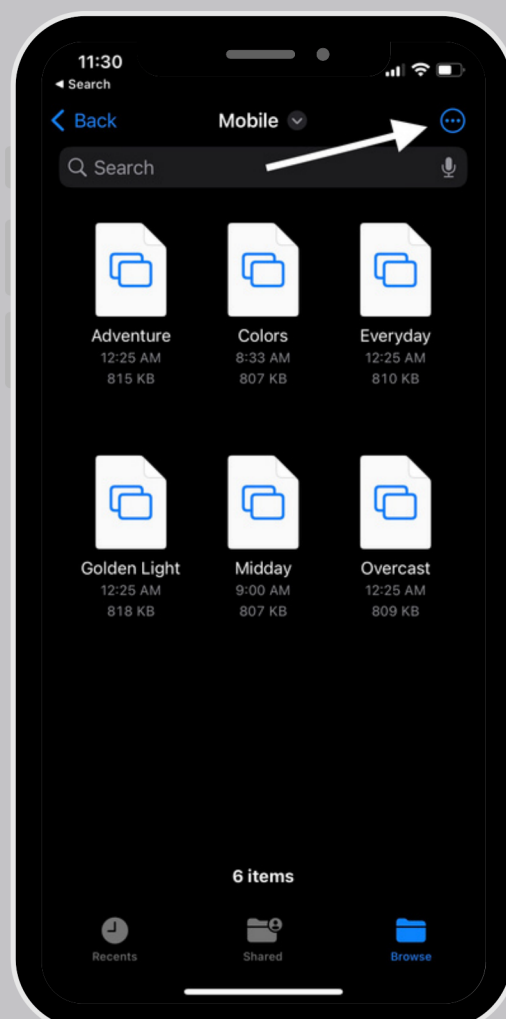 11:30
Search
Back
Mobile
Search
Adventure
Colors
Everyday
12:25 AM
8:33 AM
12:25 AM
815 KB
807 KB
810 KB
Golden Light
Midday
Overcast
12:25 AM
9:00 AM
12:25 AM
818 KB
807 KB
809 KB
6 items
Recents
Shared
Browse